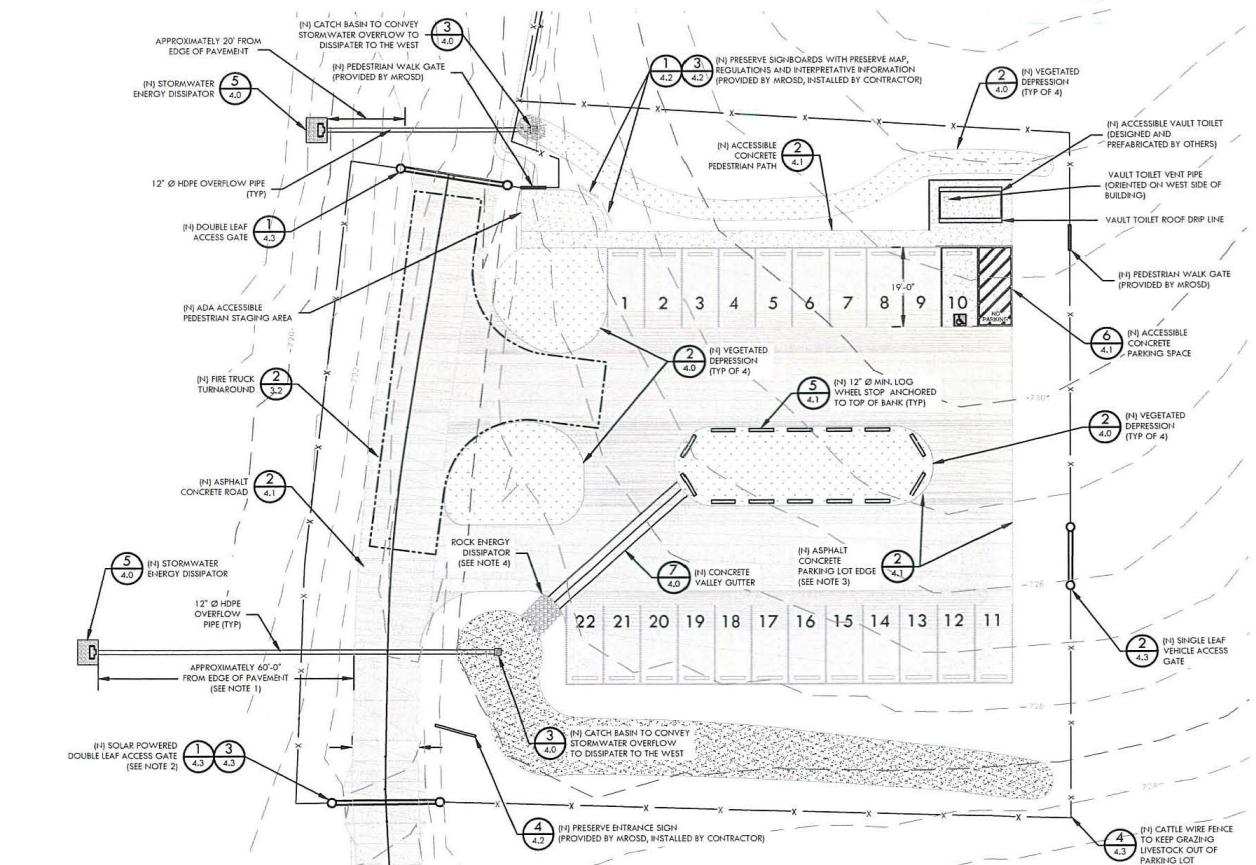 (N) CATCH BASIN TO CONVEY
STORMWATER OVERFLOW TO
DISSIPATER TO THE WEST
3
4.0
APPROXIMATELY 20' FROM
EDGE OF PAVEMENT
(N) PEDESTRIAN WALK GATE
(PROVIDED BY MROSD)
1
4.2
3
4.2
(N) PRESERVE SIGNBOARDS WITH PRESERVE MAP,
REGULATIONS AND INTERPRETATIVE INFORMATION
(PROVIDED BY MROSD, INSTALLED BY CONTRACTOR)
2
4.0
(N) VEGETATED
DEPRESSION
(TYP OF 4)
(N) STORMWATER
ENERGY DISSIPATOR
5
4.0
(N) ACCESSIBLE VAULT TOILET
(DESIGNED AND
PREFABRICATED BY OTHERS)
(N) ACCESSIBLE
CONCRETE
PEDESTRIAN PATH
2
4.1
12" Ø HDPE OVERFLOW PIPE
(TYP)
VAULT TOILET VENT PIPE
(ORIENTED ON WEST SIDE OF
BUILDING)
VAULT TOILET ROOF DRIP LINE
(N) DOUBLE LEAF
ACCESS GATE
1
4.3
(N) PEDESTRIAN WALK GATE
(PROVIDED BY MROSD)
19'-0"
1 2 3 4 5 6 7 8 9 10
NO
PARKING
(N) ADA ACCESSIBLE
PEDESTRIAN STAGING AREA
720
722
6
4.1
(N) ACCESSIBLE
CONCRETE
PARKING SPACE
2
4.0
(N) VEGETATED
DEPRESSION
(TYP OF 4)
(N) FIRE TRUCK
TURNAROUND
2
3.2
5
4.1
(N) 12" Ø MIN. LOG
WHEEL STOP ANCHORED
TO TOP OF BANK (TYP)
730
2
4.0
(N) VEGETATED
DEPRESSION
(TYP OF 4)
(N) ASPHALT
CONCRETE ROAD
2
4.1
ROCK ENERGY
DISSIPATOR
(SEE NOTE 4)
7
4.0
(N) CONCRETE
VALLEY GUTTER
(N) ASPHALT
CONCRETE
PARKING LOT EDGE
(SEE NOTE 3)
2
4.1
5
4.0
(N) STORMWATER
ENERGY DISSIPATOR
726
12" Ø HDPE
OVERFLOW
PIPE (TYP)
22 21 20 19 18 17 16 15 14 13 12 11
2
4.3
(N) SINGLE LEAF
VEHICLE ACCESS
GATE
APPROXIMATELY 60'-0"
FROM EDGE OF PAVEMENT
(SEE NOTE 1)
726
(N) SOLAR POWERED
DOUBLE LEAF ACCESS GATE
(SEE NOTE 2)
1
4.3
3
4.3
3
4.0
(N) CATCH BASIN TO CONVEY
STORMWATER OVERFLOW
TO DISSIPATER TO THE WEST
728
4
4.2
(N) PRESERVE ENTRANCE SIGN
(PROVIDED BY MROSD, INSTALLED BY CONTRACTOR)
4
4.3
(N) CATTLE WIRE FENCE
TO KEEP GRAZING
LIVESTOCK OUT OF
PARKING LOT